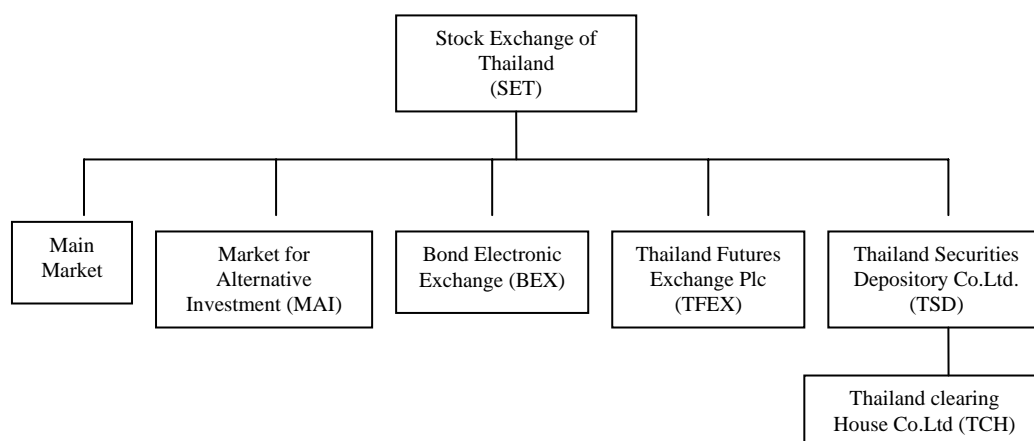 Stock Exchange of
Thailand
(SET)
Main
Market
Market for
Alternative
Investment (MAI)
Bond Electronic
Exchange (BEX)
Thailand Futures
Exchange Plc
(TFEX)
Thailand Securities
Depository Co.Ltd.
(TSD)
Thailand clearing
House Co.Ltd (TCH)